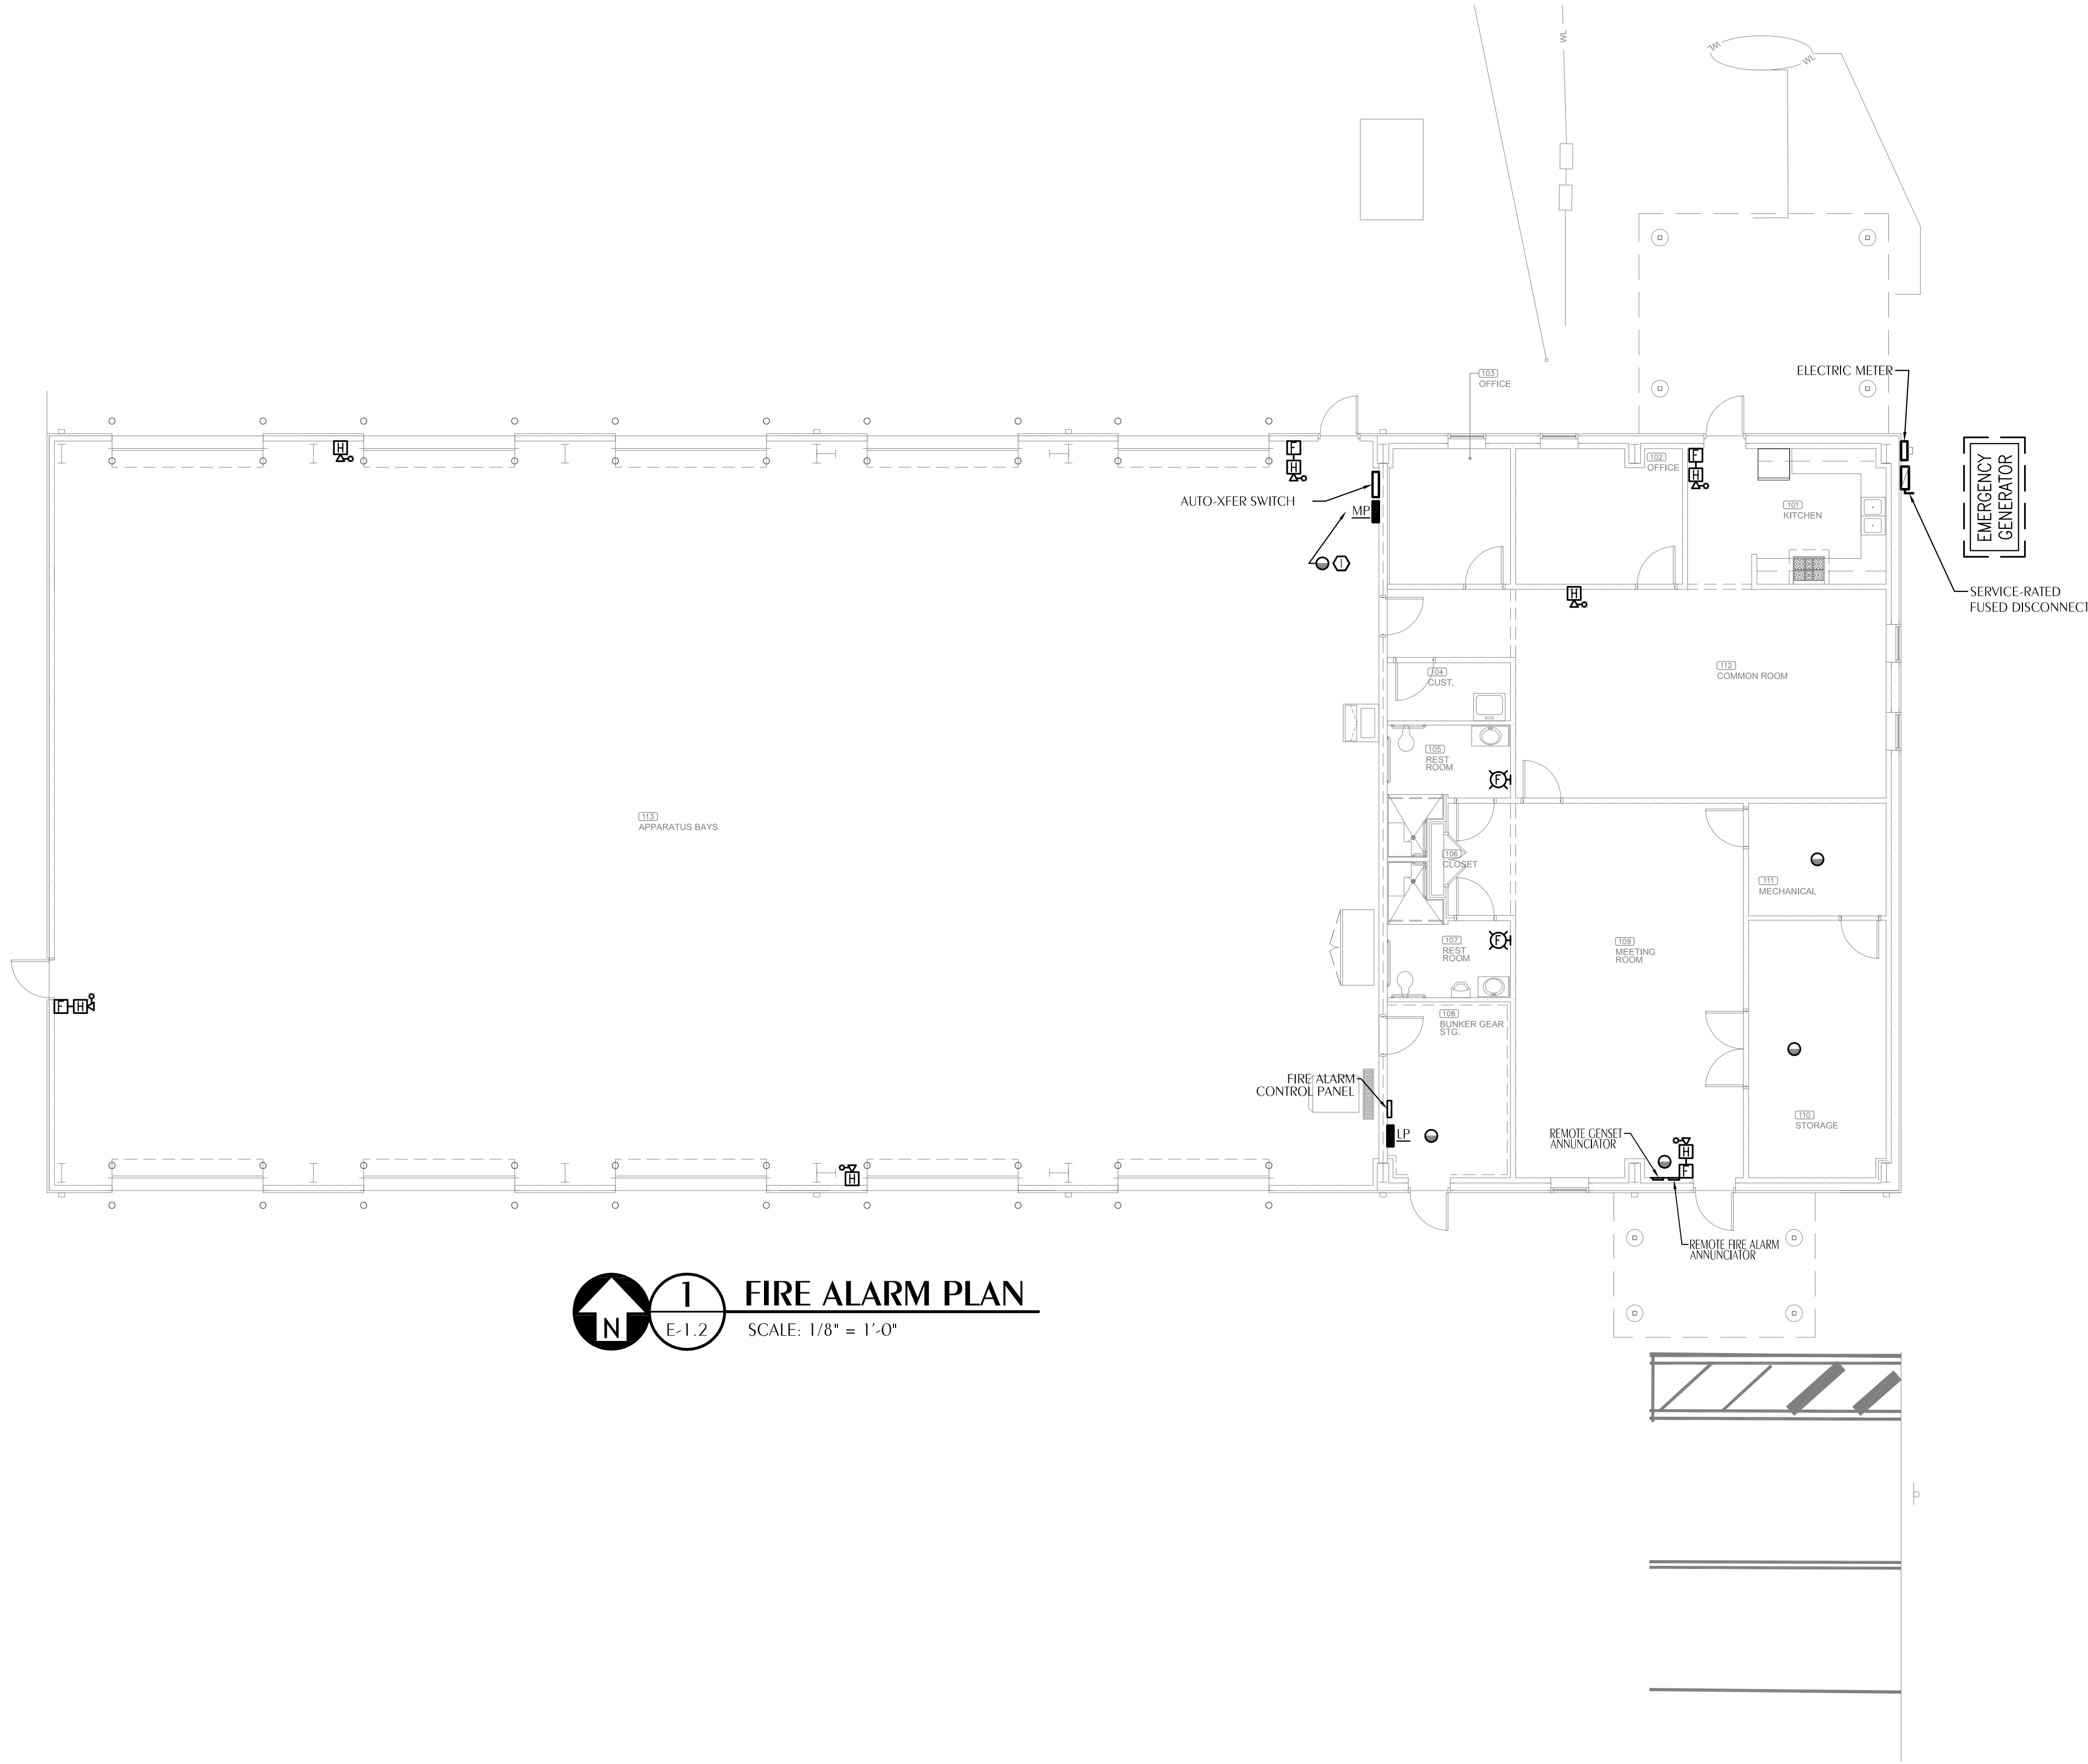 WL
WL
WL
103
OFFICE
ELECTRIC METER
H
F
H
102
OFFICE
F
H
EMERGENCY
GENERATOR
AUTO-XFER SWITCH
MP
101
KITCHEN
1
SERVICE-RATED
FUSED DISCONNECT
H
104
CUST.
112
COMMON ROOM
105
REST
ROOM
F
113
APPARATUS BAYS
106
CLOSET
111
MECHANICAL
107
REST
ROOM
F
109
MEETING
ROOM
F
H
108
BUNKER GEAR
STG.
FIRE ALARM
CONTROL PANEL
LP
110
STORAGE
REMOTE GENSET
ANNUNCIATOR
H
F
H
REMOTE FIRE ALARM
ANNUNCIATOR
N
1
E-1.2
FIRE ALARM PLAN
SCALE: 1/8" = 1'-0"